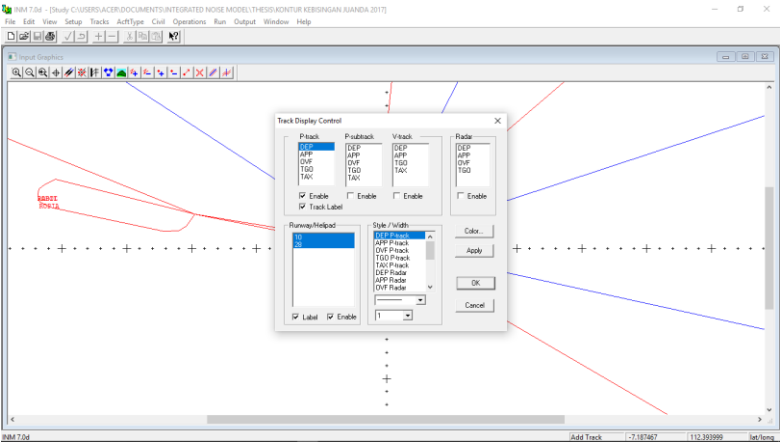 INM 7.0d - [Study C:\USERS\ACER\DOCUMENTS\INTEGRATED NOISE MODEL\THESIS\KONTUR KEBISINGAN JUANDA 2017]
File Edit View Setup Tracks AcftType Civil Operations Run Output Window Help
Input Graphics
Track Display Control
P-track P-subtrack V-track Radar
DEP DEP DEP DEP
APP APP APP APP
OVF OVF OVF OVF
TGO TGO TGO TGO
TAX TAX TAX
Enable Enable Enable Enable
Track Label
Runway/Helipad Style / Width
10
28
DEP P-track
APP P-track
OVF P-track
TGO P-track
TAX P-track
DEP Radar
APP Radar
OVF Radar
1
Label Enable
Color...
Apply
OK
Cancel
INM 7.0d Add Track -7.187467 112.393999 lat/long